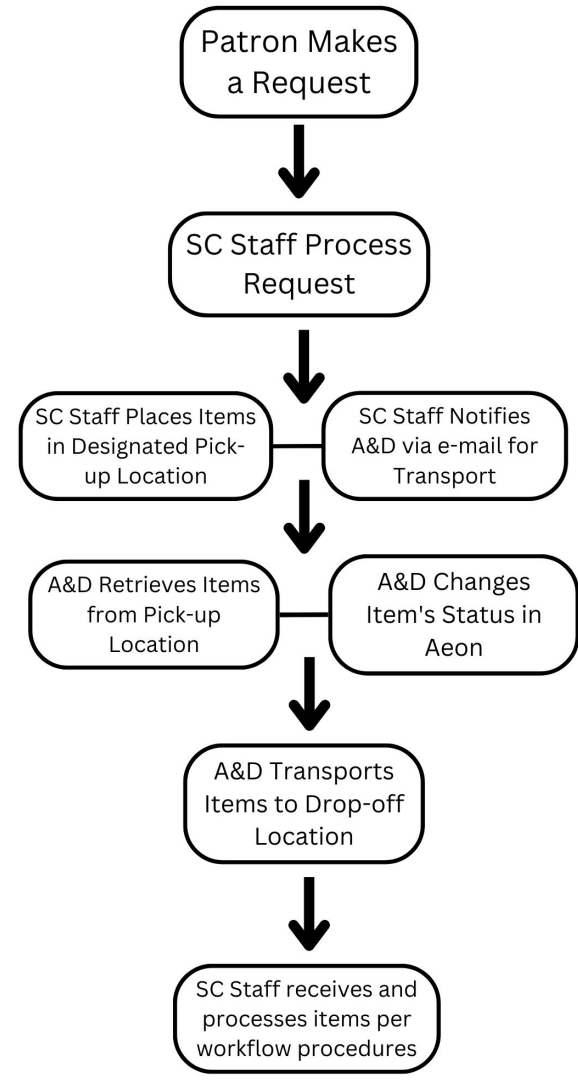 Patron Makes
a Request
SC Staff Process
Request
SC Staff Places Items
in Designated Pick-
up Location
SC Staff Notifies
A&D via e-mail for
Transport
A&D Retrieves Items
from Pick-up
Location
A&D Changes
Item's Status in
Aeon
A&D Transports
Items to Drop-off
Location
SC Staff receives and
processes items per
workflow procedures